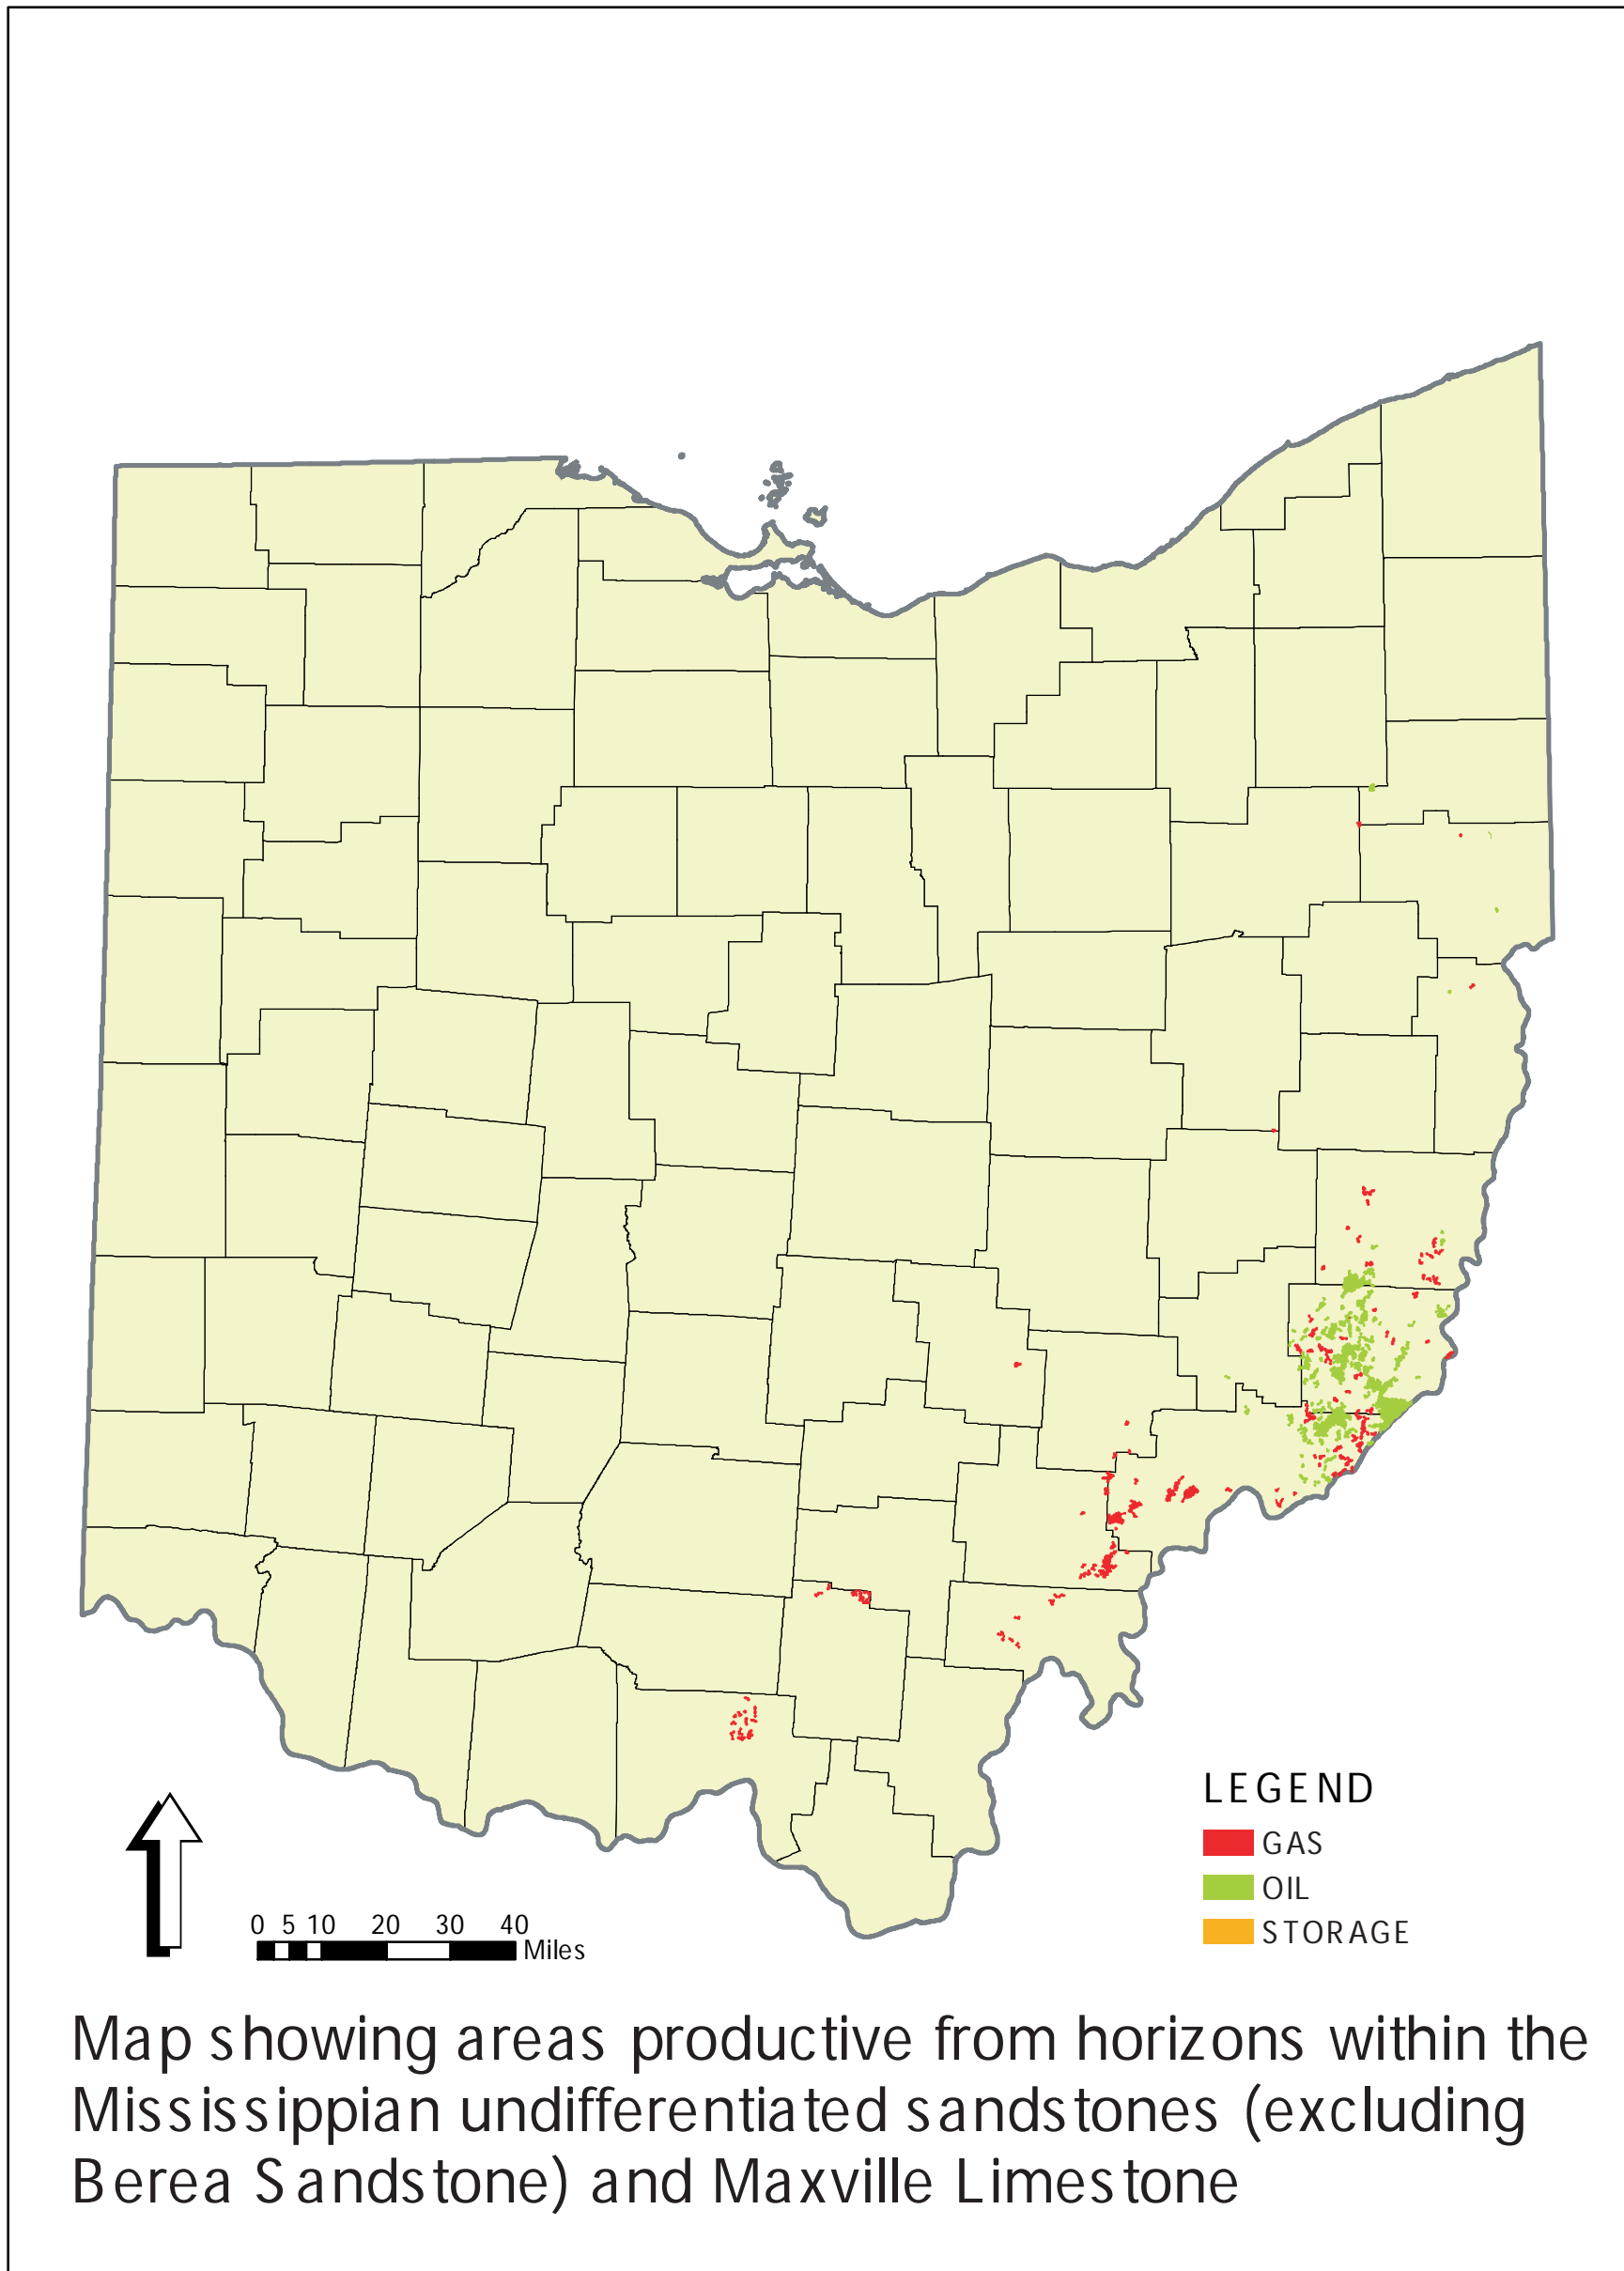 LEGEND
GAS
OIL
STORAGE
0 5 10 20 30 40
Miles
Map showing areas productive from horizons within the
Mississippian undifferentiated sandstones (excluding
Berea Sandstone) and Maxville Limestone